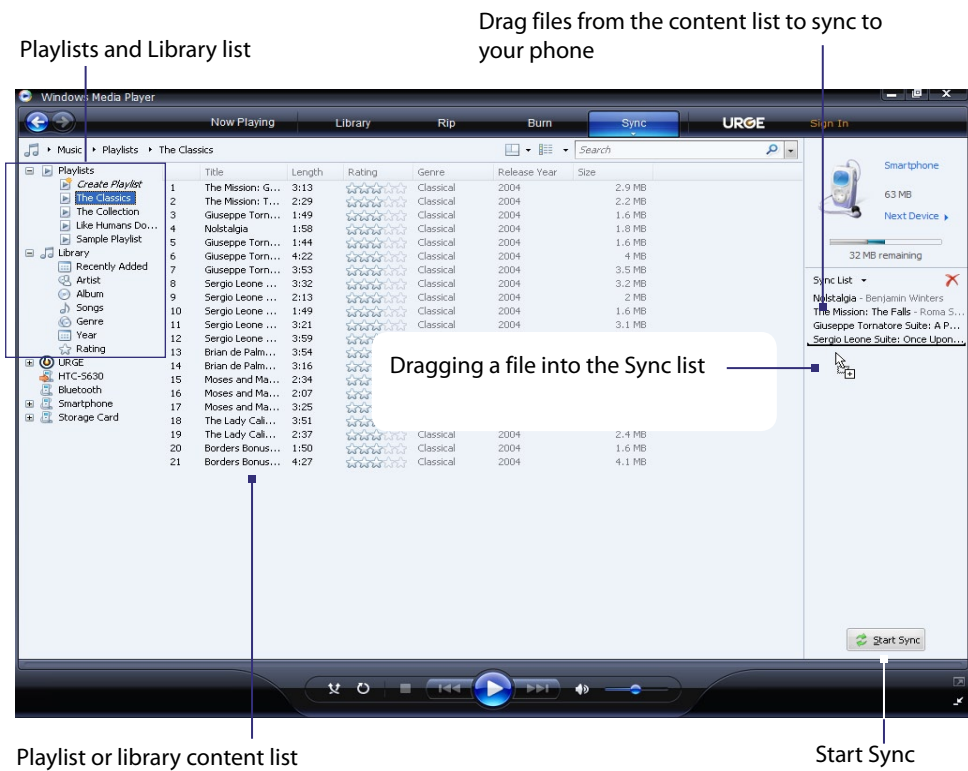 Drag files from the content list to sync to
your phone
Playlists and Library list
Windows Media Player
Now Playing Library Rip Burn Sync URGE Sign In
Music Playlists The Classics Search
Playlists
Create Playlist
The Classics
The Collection
Like Humans Do...
Sample Playlist
Library
Recently Added
Artist
Album
Songs
Genre
Year
Rating
URGE
HTC-S630
Bluetooth
Smartphone
Storage Card
Title Length Rating Genre Release Year Size
1 The Mission: G... 3:13 Classical 2004 2.9 MB
2 The Mission: T... 2:29 Classical 2004 2.2 MB
3 Giuseppe Torn... 1:49 Classical 2004 1.6 MB
4 Nolstalgia 1:58 Classical 2004 1.8 MB
5 Giuseppe Torn... 1:44 Classical 2004 1.6 MB
6 Giuseppe Torn... 4:22 Classical 2004 4 MB
7 Giuseppe Torn... 3:53 Classical 2004 3.5 MB
8 Sergio Leone ... 3:32 Classical 2004 3.2 MB
9 Sergio Leone ... 2:13 Classical 2004 2 MB
10 Sergio Leone ... 1:49 Classical 2004 1.6 MB
11 Sergio Leone ... 3:21 Classical 2004 3.1 MB
12 Sergio Leone ... 3:59
13 Brian de Palm... 3:54
14 Brian de Palm... 3:16
15 Moses and Ma... 2:34
16 Moses and Ma... 2:07
17 Moses and Ma... 3:25
18 The Lady Cali... 3:51
19 The Lady Cali... 2:37 Classical 2004 2.4 MB
20 Borders Bonus... 1:50 Classical 2004 1.6 MB
21 Borders Bonus... 4:27 Classical 2004 4.1 MB
Dragging a file into the Sync list
Smartphone
63 MB
Next Device
32 MB remaining
Sync List
Nolstalgia - Benjamin Winters
The Mission: The Falls - Roma S...
Giuseppe Tornatore Suite: A P...
Sergio Leone Suite: Once Upon...
Start Sync
Playlist or library content list
Start Sync